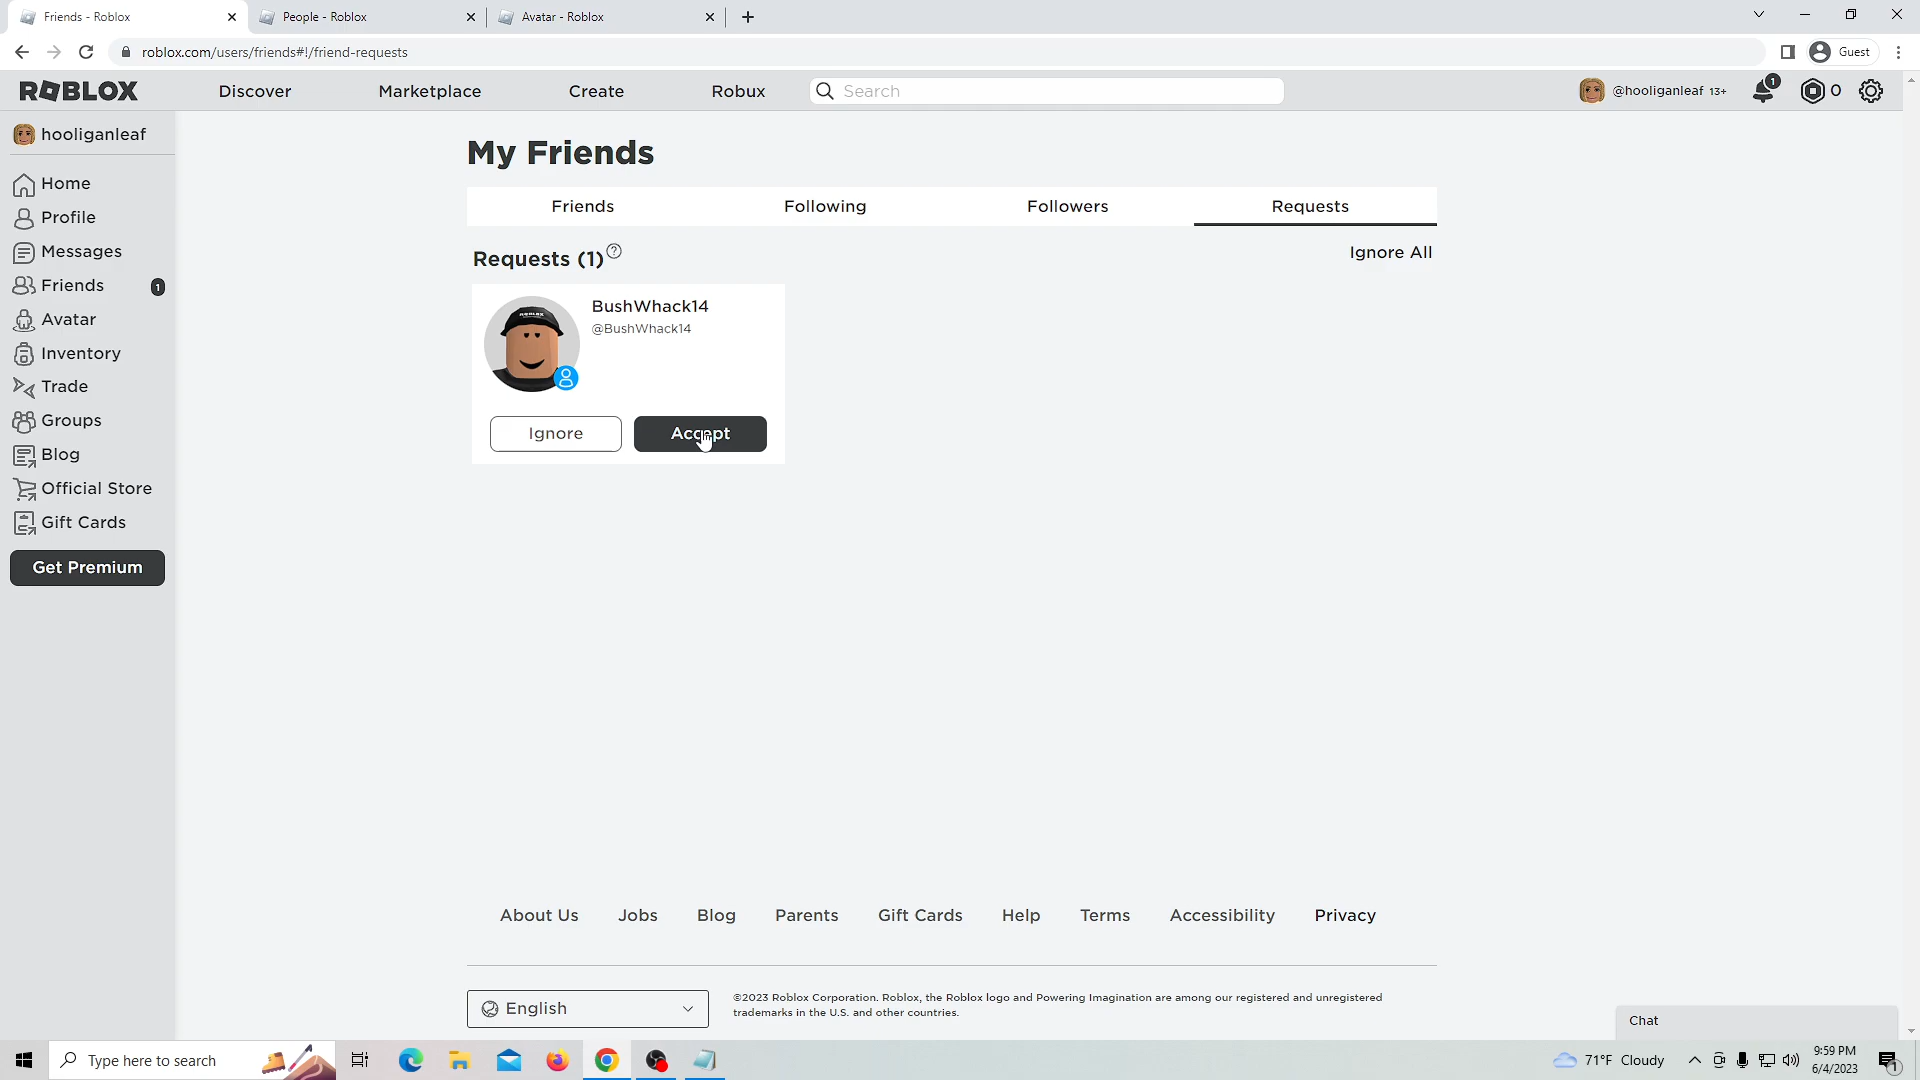 Friends - Roblox
People - Roblox
Avatar - Roblox
roblox.com/users/friends#!/friend-requests
Guest
ROBLOX
Discover
Marketplace
Create
Robux
Search
@hooliganleaf 13+
1
0
hooliganleaf
Home
Profile
Messages
Friends
1
Avatar
Inventory
Trade
Groups
Blog
Official Store
Gift Cards
Get Premium
My Friends
Friends
Following
Followers
Requests
Requests (1)
?
Ignore All
BushWhack14
@BushWhack14
Ignore
Accept
About Us
Jobs
Blog
Parents
Gift Cards
Help
Terms
Accessibility
Privacy
English
©2023 Roblox Corporation. Roblox, the Roblox logo and Powering Imagination are among our registered and unregistered
trademarks in the U.S. and other countries.
Chat
Type here to search
71°F Cloudy
9:59 PM
6/4/2023
1